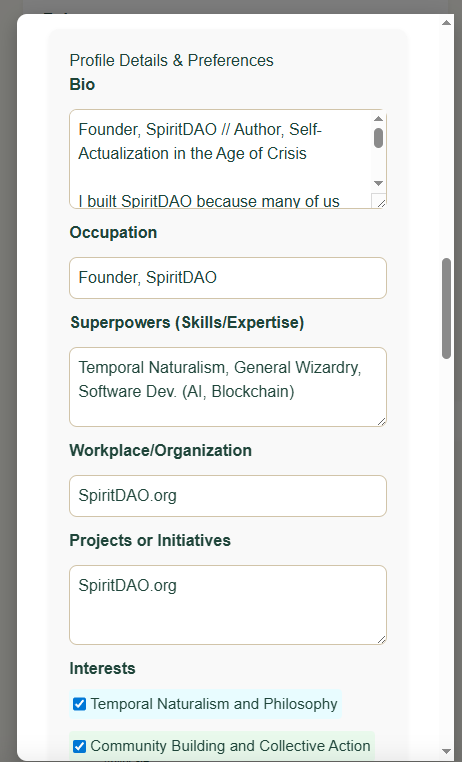 Profile Details & Preferences
Bio
Founder, SpiritDAO // Author, Self-
Actualization in the Age of Crisis
I built SpiritDAO because many of us
Occupation
Founder, SpiritDAO
Superpowers (Skills/Expertise)
Temporal Naturalism, General Wizardry,
Software Dev. (AI, Blockchain)
Workplace/Organization
SpiritDAO.org
Projects or Initiatives
SpiritDAO.org
Interests
Temporal Naturalism and Philosophy
Community Building and Collective Action